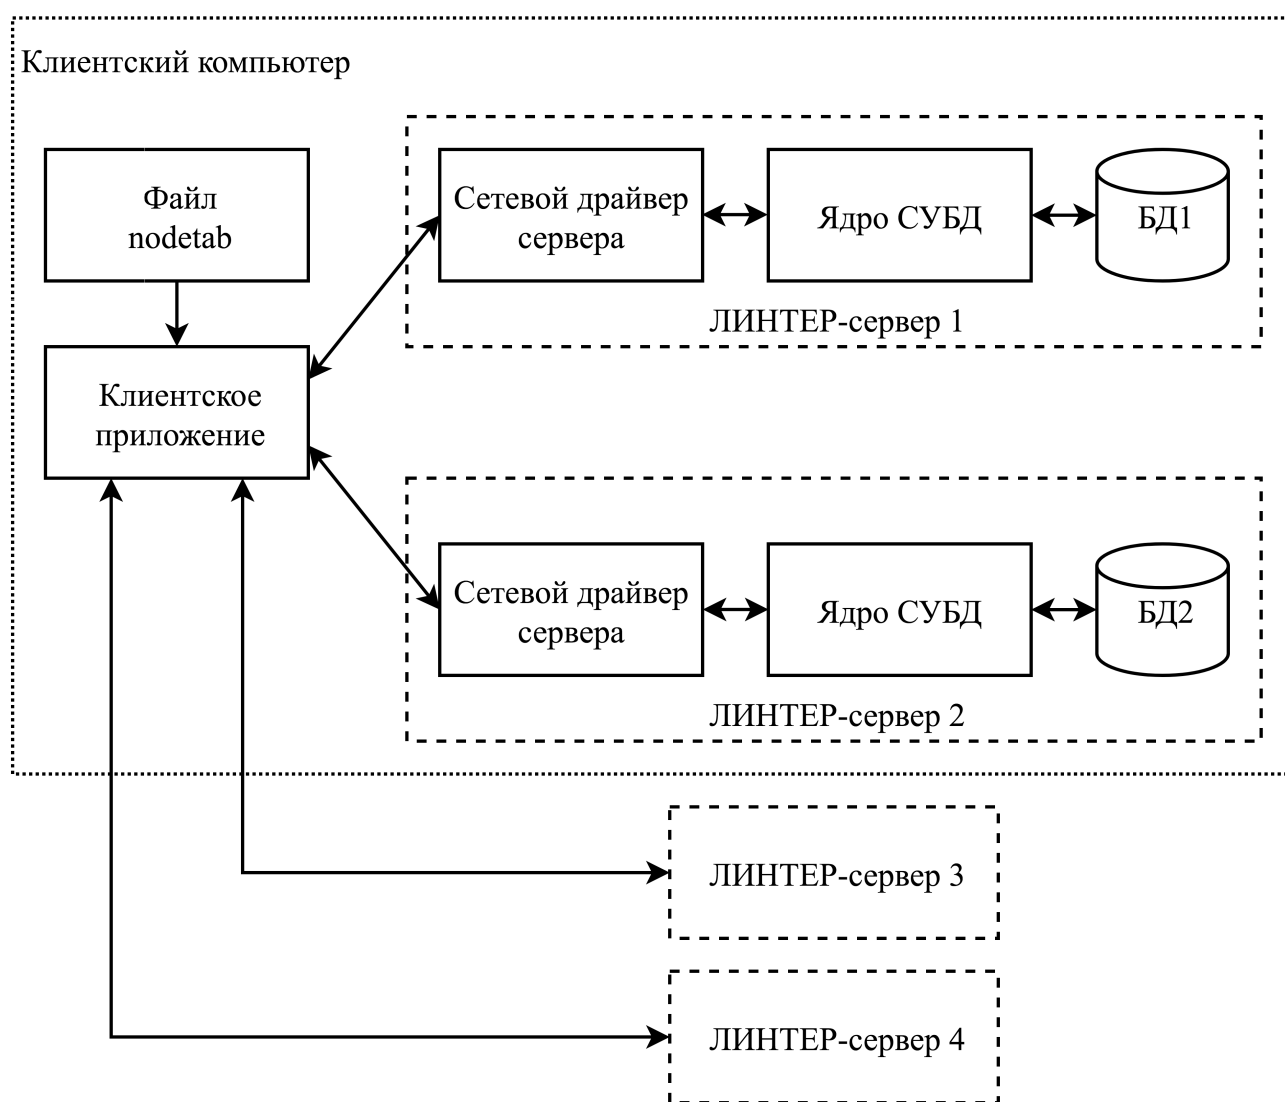 Клиентский компьютер
Файл
nodetab
Сетевой драйвер
сервера
Ядро СУБД
БД1
ЛИНТЕР-сервер 1
Клиентское
приложение
Сетевой драйвер
сервера
Ядро СУБД
БД2
ЛИНТЕР-сервер 2
ЛИНТЕР-сервер 3
ЛИНТЕР-сервер 4